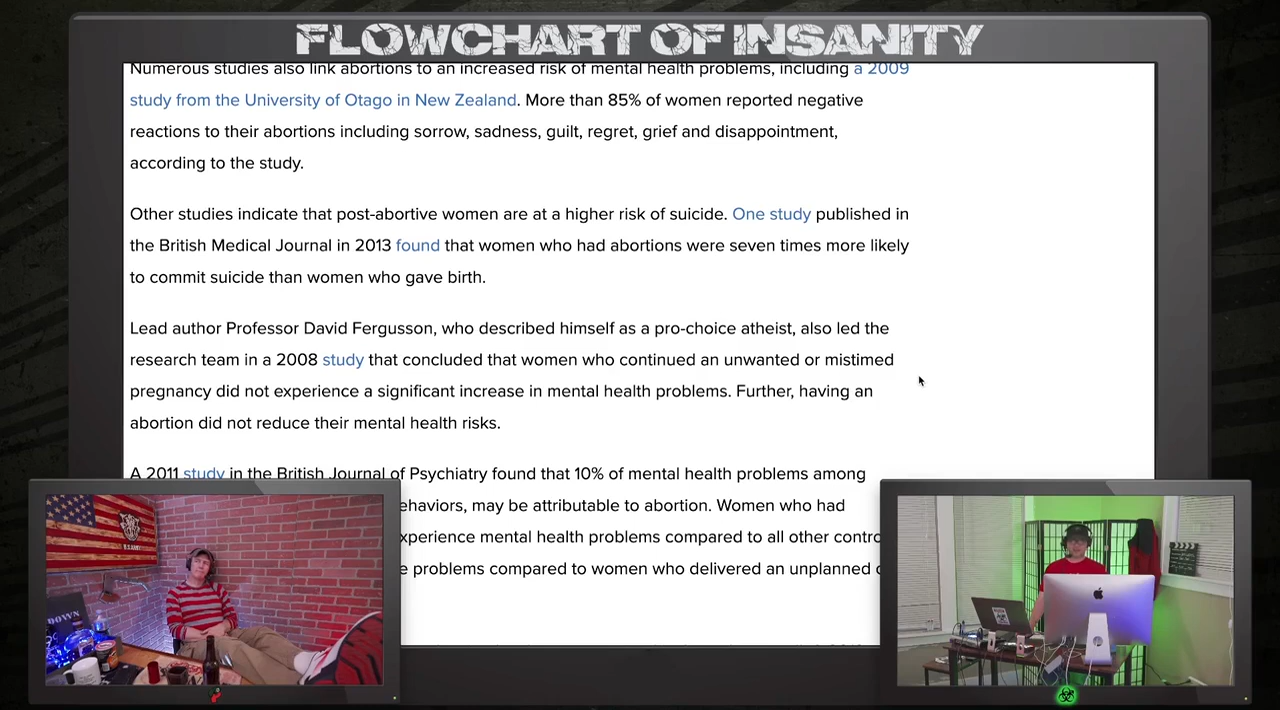 FLOWCHART OF INSANITY
Numerous studies also link abortions to an increased risk of mental health problems, including a 2009
study from the University of Otago in New Zealand. More than 85% of women reported negative
reactions to their abortions including sorrow, sadness, guilt, regret, grief and disappointment,
according to the study.
Other studies indicate that post-abortive women are at a higher risk of suicide. One study published in
the British Medical Journal in 2013 found that women who had abortions were seven times more likely
to commit suicide than women who gave birth.
Lead author Professor David Fergusson, who described himself as a pro-choice atheist, also led the
research team in a 2008 study that concluded that women who continued an unwanted or mistimed
pregnancy did not experience a significant increase in mental health problems. Further, having an
abortion did not reduce their mental health risks.
A 2011 study in the British Journal of Psychiatry found that 10% of mental health problems among
ehaviors, may be attributable to abortion. Women who had
xperience mental health problems compared to all other contro
e problems compared to women who delivered an unplanned
DOWN